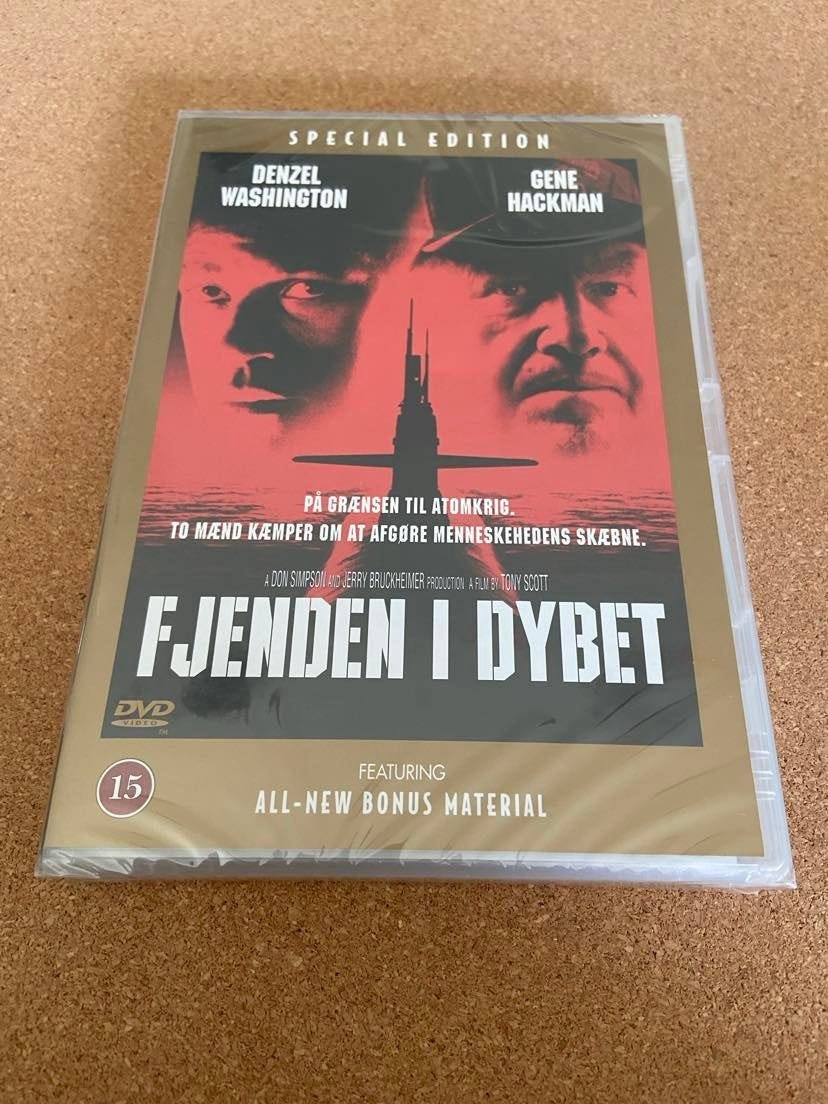 SPECIAL EDITION
DENZEL
WASHINGTON
GENE
HACKMAN
PÅ GRÆNSEN TIL ATOMKRIG.
TO MÆND KÆMPER OM AT AFGØRE MENNESKEHEDENS SKÆBNE.
A DON SIMPSON AND JERRY BRUCKHEIMER PRODUCTION A FILM BY TONY SCOTT
FJENDEN I DYBET
DVD
VIDEO
TM
15
FEATURING
ALL-NEW BONUS MATERIAL